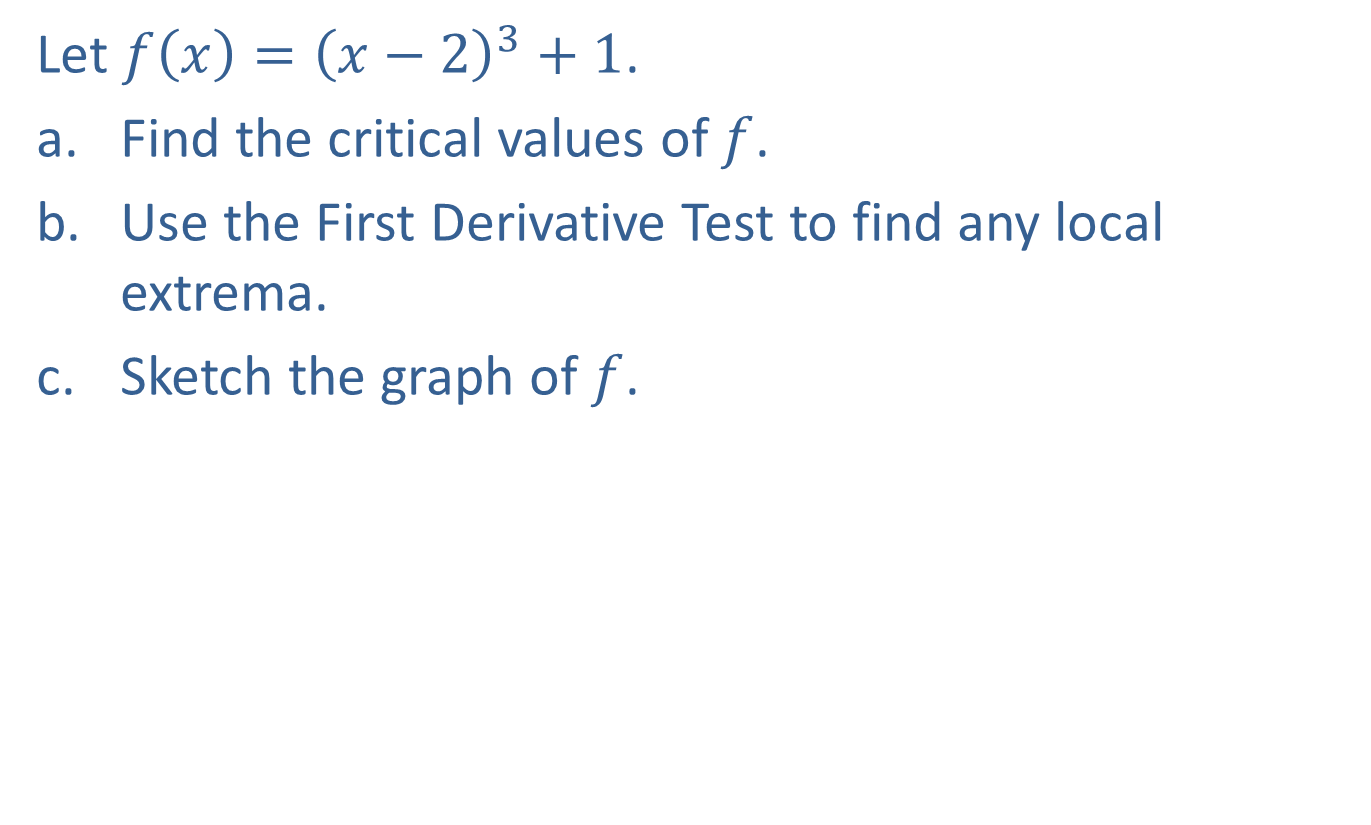 Let f(x) = (x − 2)³ + 1.
a. Find the critical values of f.
b. Use the First Derivative Test to find any local
extrema.
c. Sketch the graph of f.